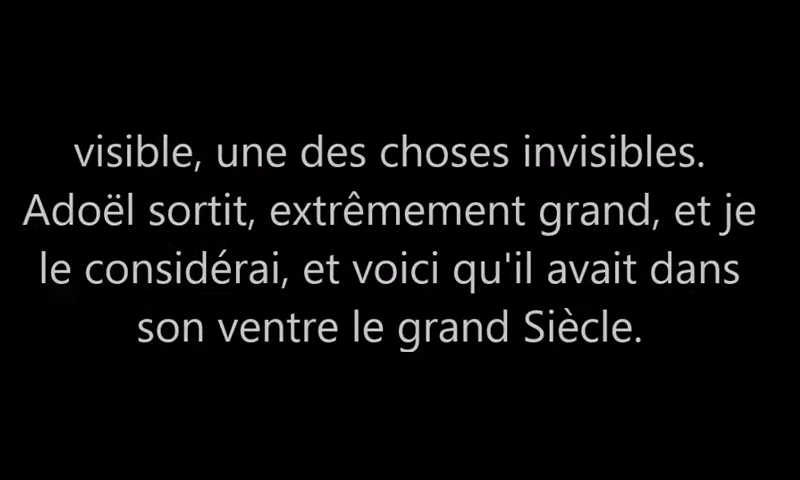 visible, une des choses invisibles.
Adoël sortit, extrêmement grand, et je
le considérai, et voici qu'il avait dans
son ventre le grand Siècle.